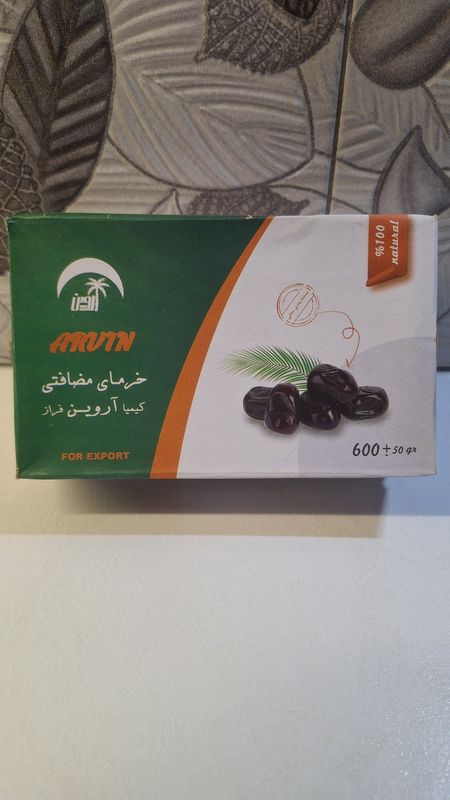 آروین
ARVIN
خرمای مضافتی
کیمیا آروین فراز
FOR EXPORT
%100
natural
600±50 gr